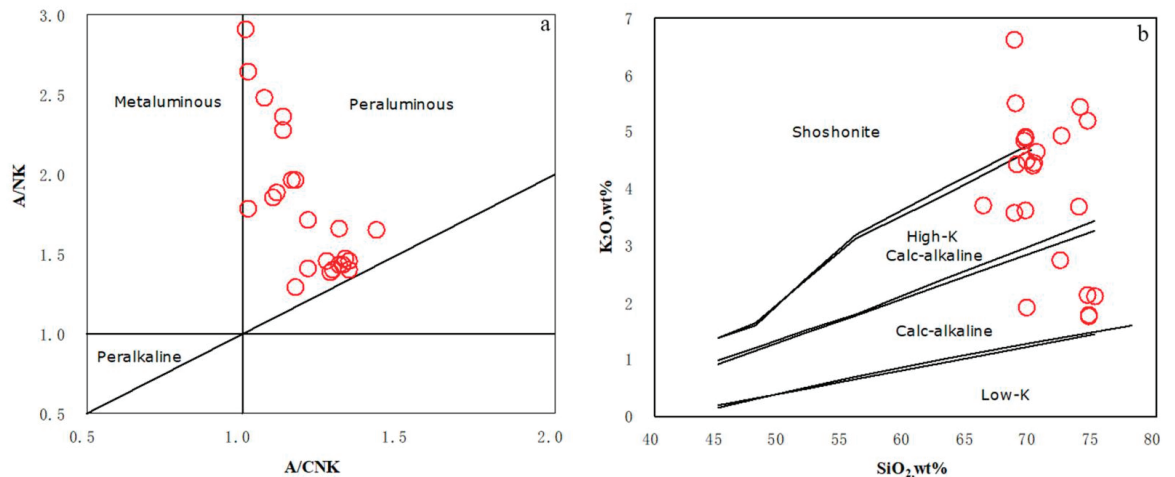 a
A/NK
3.0
2.5
2.0
1.5
1.0
0.5
Metaluminous
Peraluminous
Peralkaline
0.5
1.0
1.5
2.0
A/CNK
b
K₂O,wt%
7
6
5
4
3
2
1
0
Shoshonite
High-K
Calc-alkaline
Calc-alkaline
Low-K
40
45
50
55
60
65
70
75
80
SiO₂,wt%